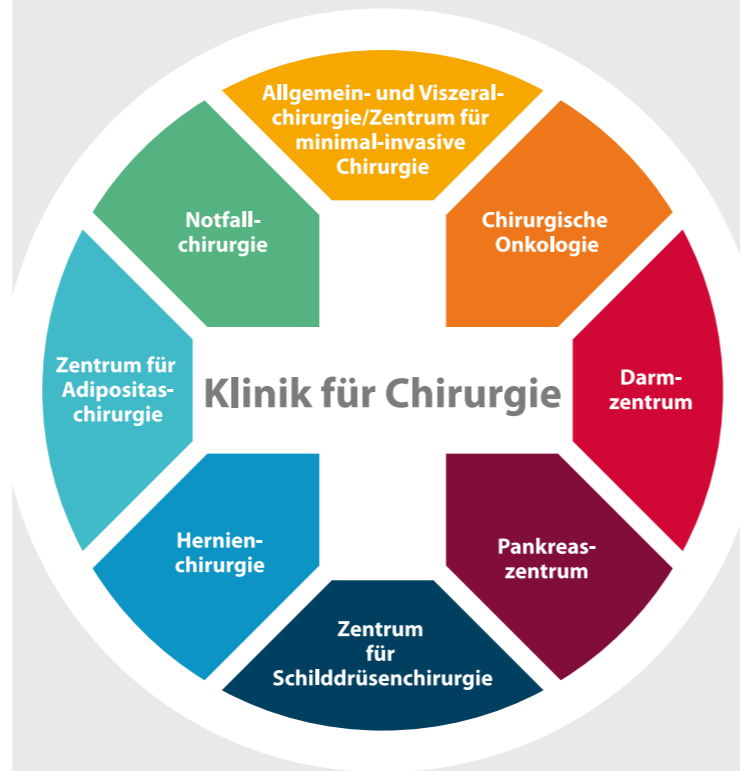 Allgemein- und Viszeral-
chirurgie/Zentrum für
minimal-invasive
Chirurgie
Notfall-
chirurgie
Chirurgische
Onkologie
Zentrum für
Adipositas-
chirurgie
Klinik für Chirurgie
Darm-
zentrum
Hernien-
chirurgie
Pankreas-
zentrum
Zentrum
für
Schilddrüsenchirurgie